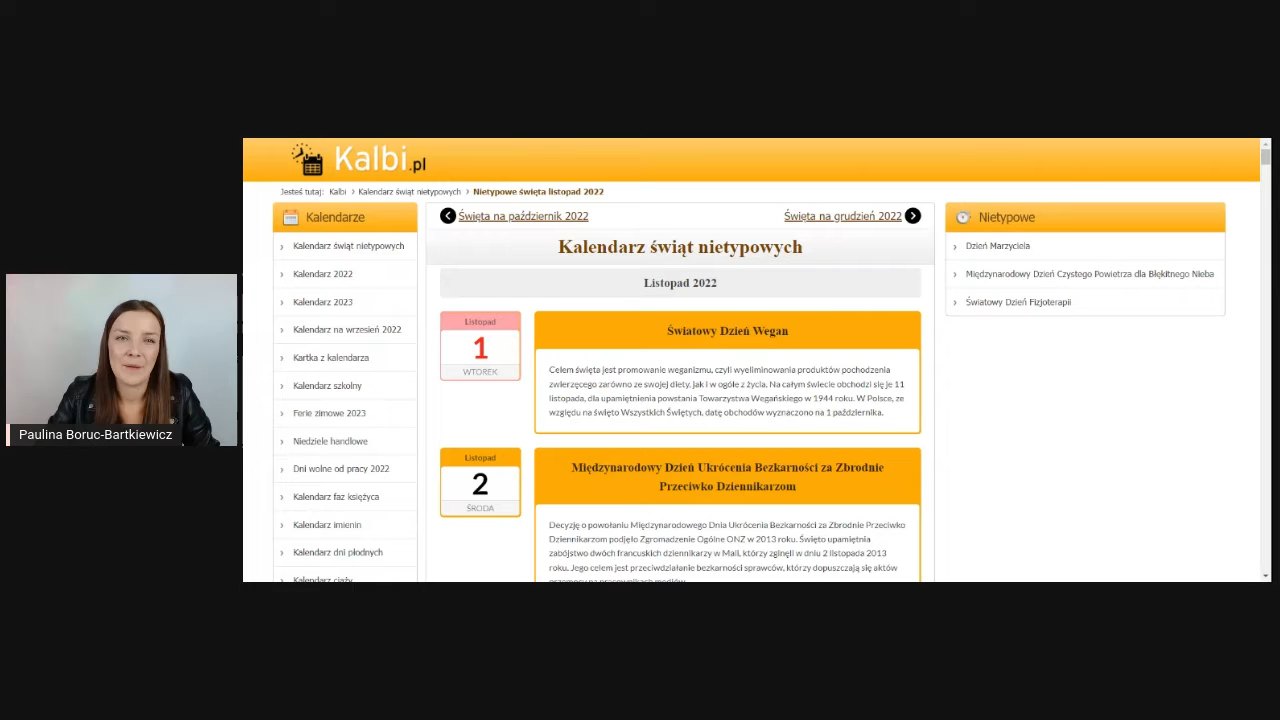 Kalbi.pl
Jesteś tutaj: Kalbi › Kalendarz świąt nietypowych › Nietypowe święta listopad 2022
Kalendarze
Kalendarz świąt nietypowych
Kalendarz 2022
Kalendarz 2023
Kalendarz na wrzesień 2022
Kartka z kalendarza
Kalendarz szkolny
Ferie zimowe 2023
Niedziele handlowe
Dni wolne od pracy 2022
Kalendarz faz księżyca
Kalendarz imienin
Kalendarz dni płodnych
Kalendarz ciąży
Święta na październik 2022
Święta na grudzień 2022
Kalendarz świąt nietypowych
Listopad 2022
Listopad
1
WTOREK
Światowy Dzień Wegan
Celem święta jest promowanie weganizmu, czyli wyeliminowania produktów pochodzenia
zwierzęcego zarówno ze swojej diety, jak i w ogóle z życia. Na całym świecie obchodzi się je 11
listopada, dla upamiętnienia powstania Towarzystwa Wegańskiego w 1944 roku. W Polsce, ze
względu na święto Wszystkich Świętych, datę obchodów wyznaczono na 1 października.
Listopad
2
ŚRODA
Międzynarodowy Dzień Ukrócenia Bezkarności za Zbrodnie
Przeciwko Dziennikarzom
Decyzję o powołaniu Międzynarodowego Dnia Ukrócenia Bezkarności za Zbrodnie Przeciwko
Dziennikarzom podjęło Zgromadzenie Ogólne ONZ w 2013 roku. Święto upamiętnia
zabójstwo dwóch francuskich dziennikarzy w Mali, którzy zginęli w dniu 2 listopada 2013
roku. Jego celem jest przeciwdziałanie bezkarności sprawców, którzy dopuszczają się aktów
przemocy na pracownikach mediów.
Nietypowe
Dzień Marzyciela
Międzynarodowy Dzień Czystego Powietrza dla Błękitnego Nieba
Światowy Dzień Fizjoterapii
Paulina Boruc-Bartkiewicz